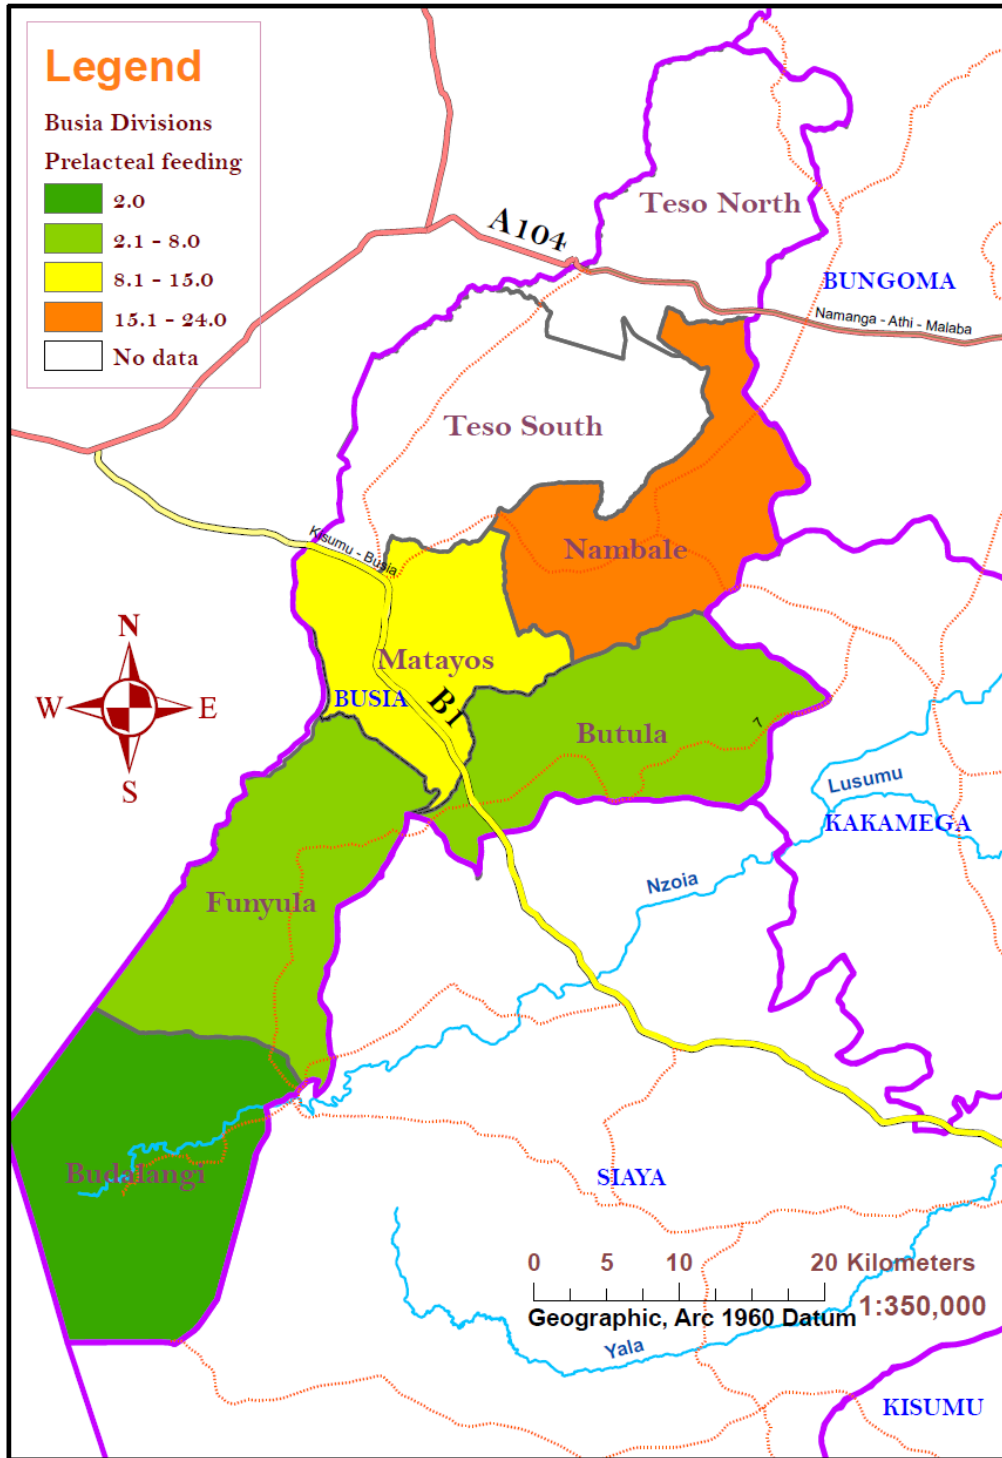 Legend
Busia Divisions
Prelacteal feeding
2.0
2.1 - 8.0
8.1 - 15.0
15.1 - 24.0
No data
Teso North
A104
BUNGOMA
Namanga - Athi - Malaba
Teso South
Kisumu - Busia
Nambale
N
W
E
S
Matayos
BUSIA
B1
Butula
7
Lusumu
KAKAMEGA
Nzoia
Funyula
Budalangi
SIAYA
0 5 10 20 Kilometers
1:350,000
Geographic, Arc 1960 Datum
Yala
KISUMU